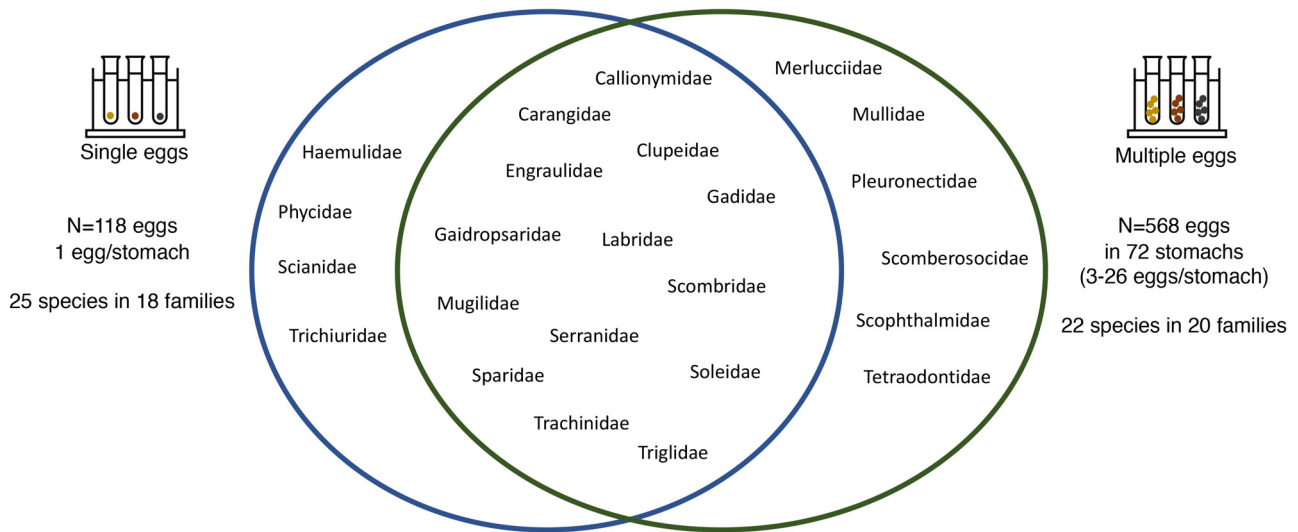 Single eggs
N=118 eggs
1 egg/stomach
25 species in 18 families
Haemulidae
Phycidae
Scianidae
Trichiuridae
Callionymidae
Carangidae
Clupeidae
Engraulidae
Gadidae
Gaidropsaridae
Labridae
Scombridae
Mugilidae
Serranidae
Sparidae
Soleidae
Trachinidae
Triglidae
Merlucciidae
Mullidae
Pleuronectidae
Scomberosocidae
Scophthalmidae
Tetraodontidae
Multiple eggs
N=568 eggs
in 72 stomachs
(3-26 eggs/stomach)
22 species in 20 families